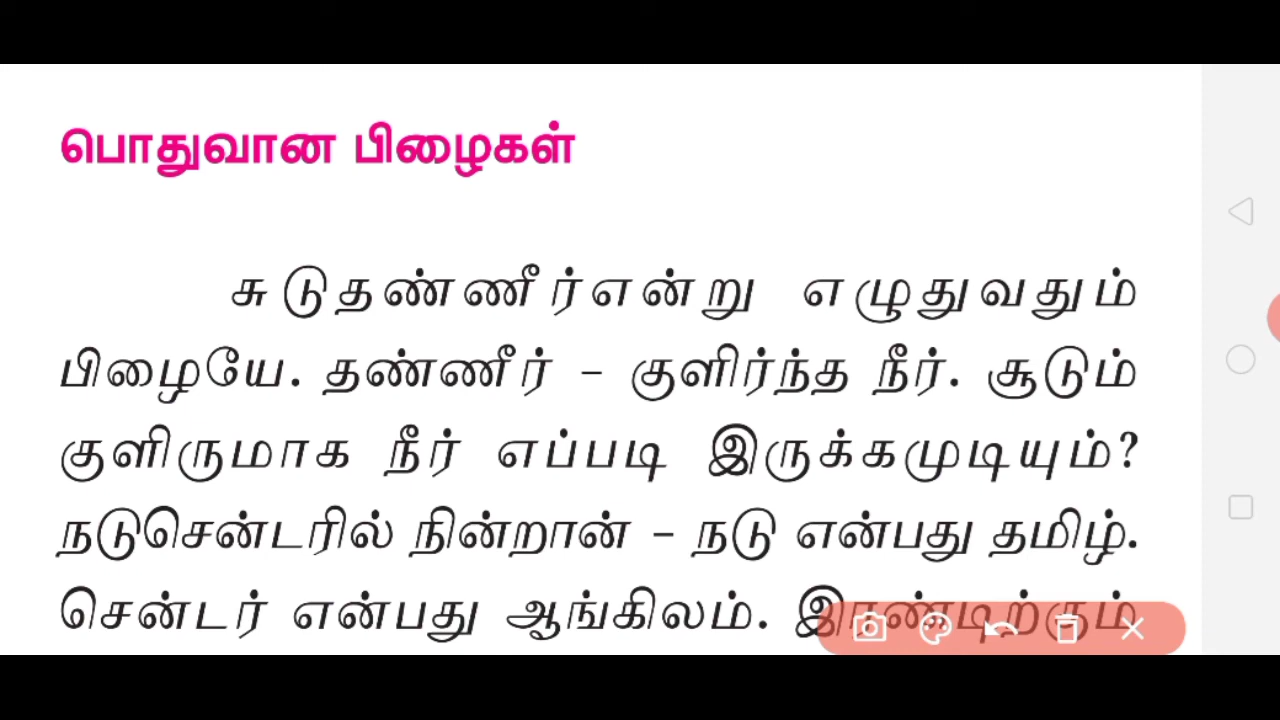 பொதுவான பிழைகள்
சுடுதண்ணீர்என்று எழுதுவதும்
பிழையே. தண்ணீர் – குளிர்ந்த நீர். சூடும்
குளிருமாக நீர் எப்படி இருக்கமுடியும்?
நடுசென்டரில் நின்றான் – நடு என்பது தமிழ்.
சென்டர் என்பது ஆங்கிலம். இரண்டிற்கும்